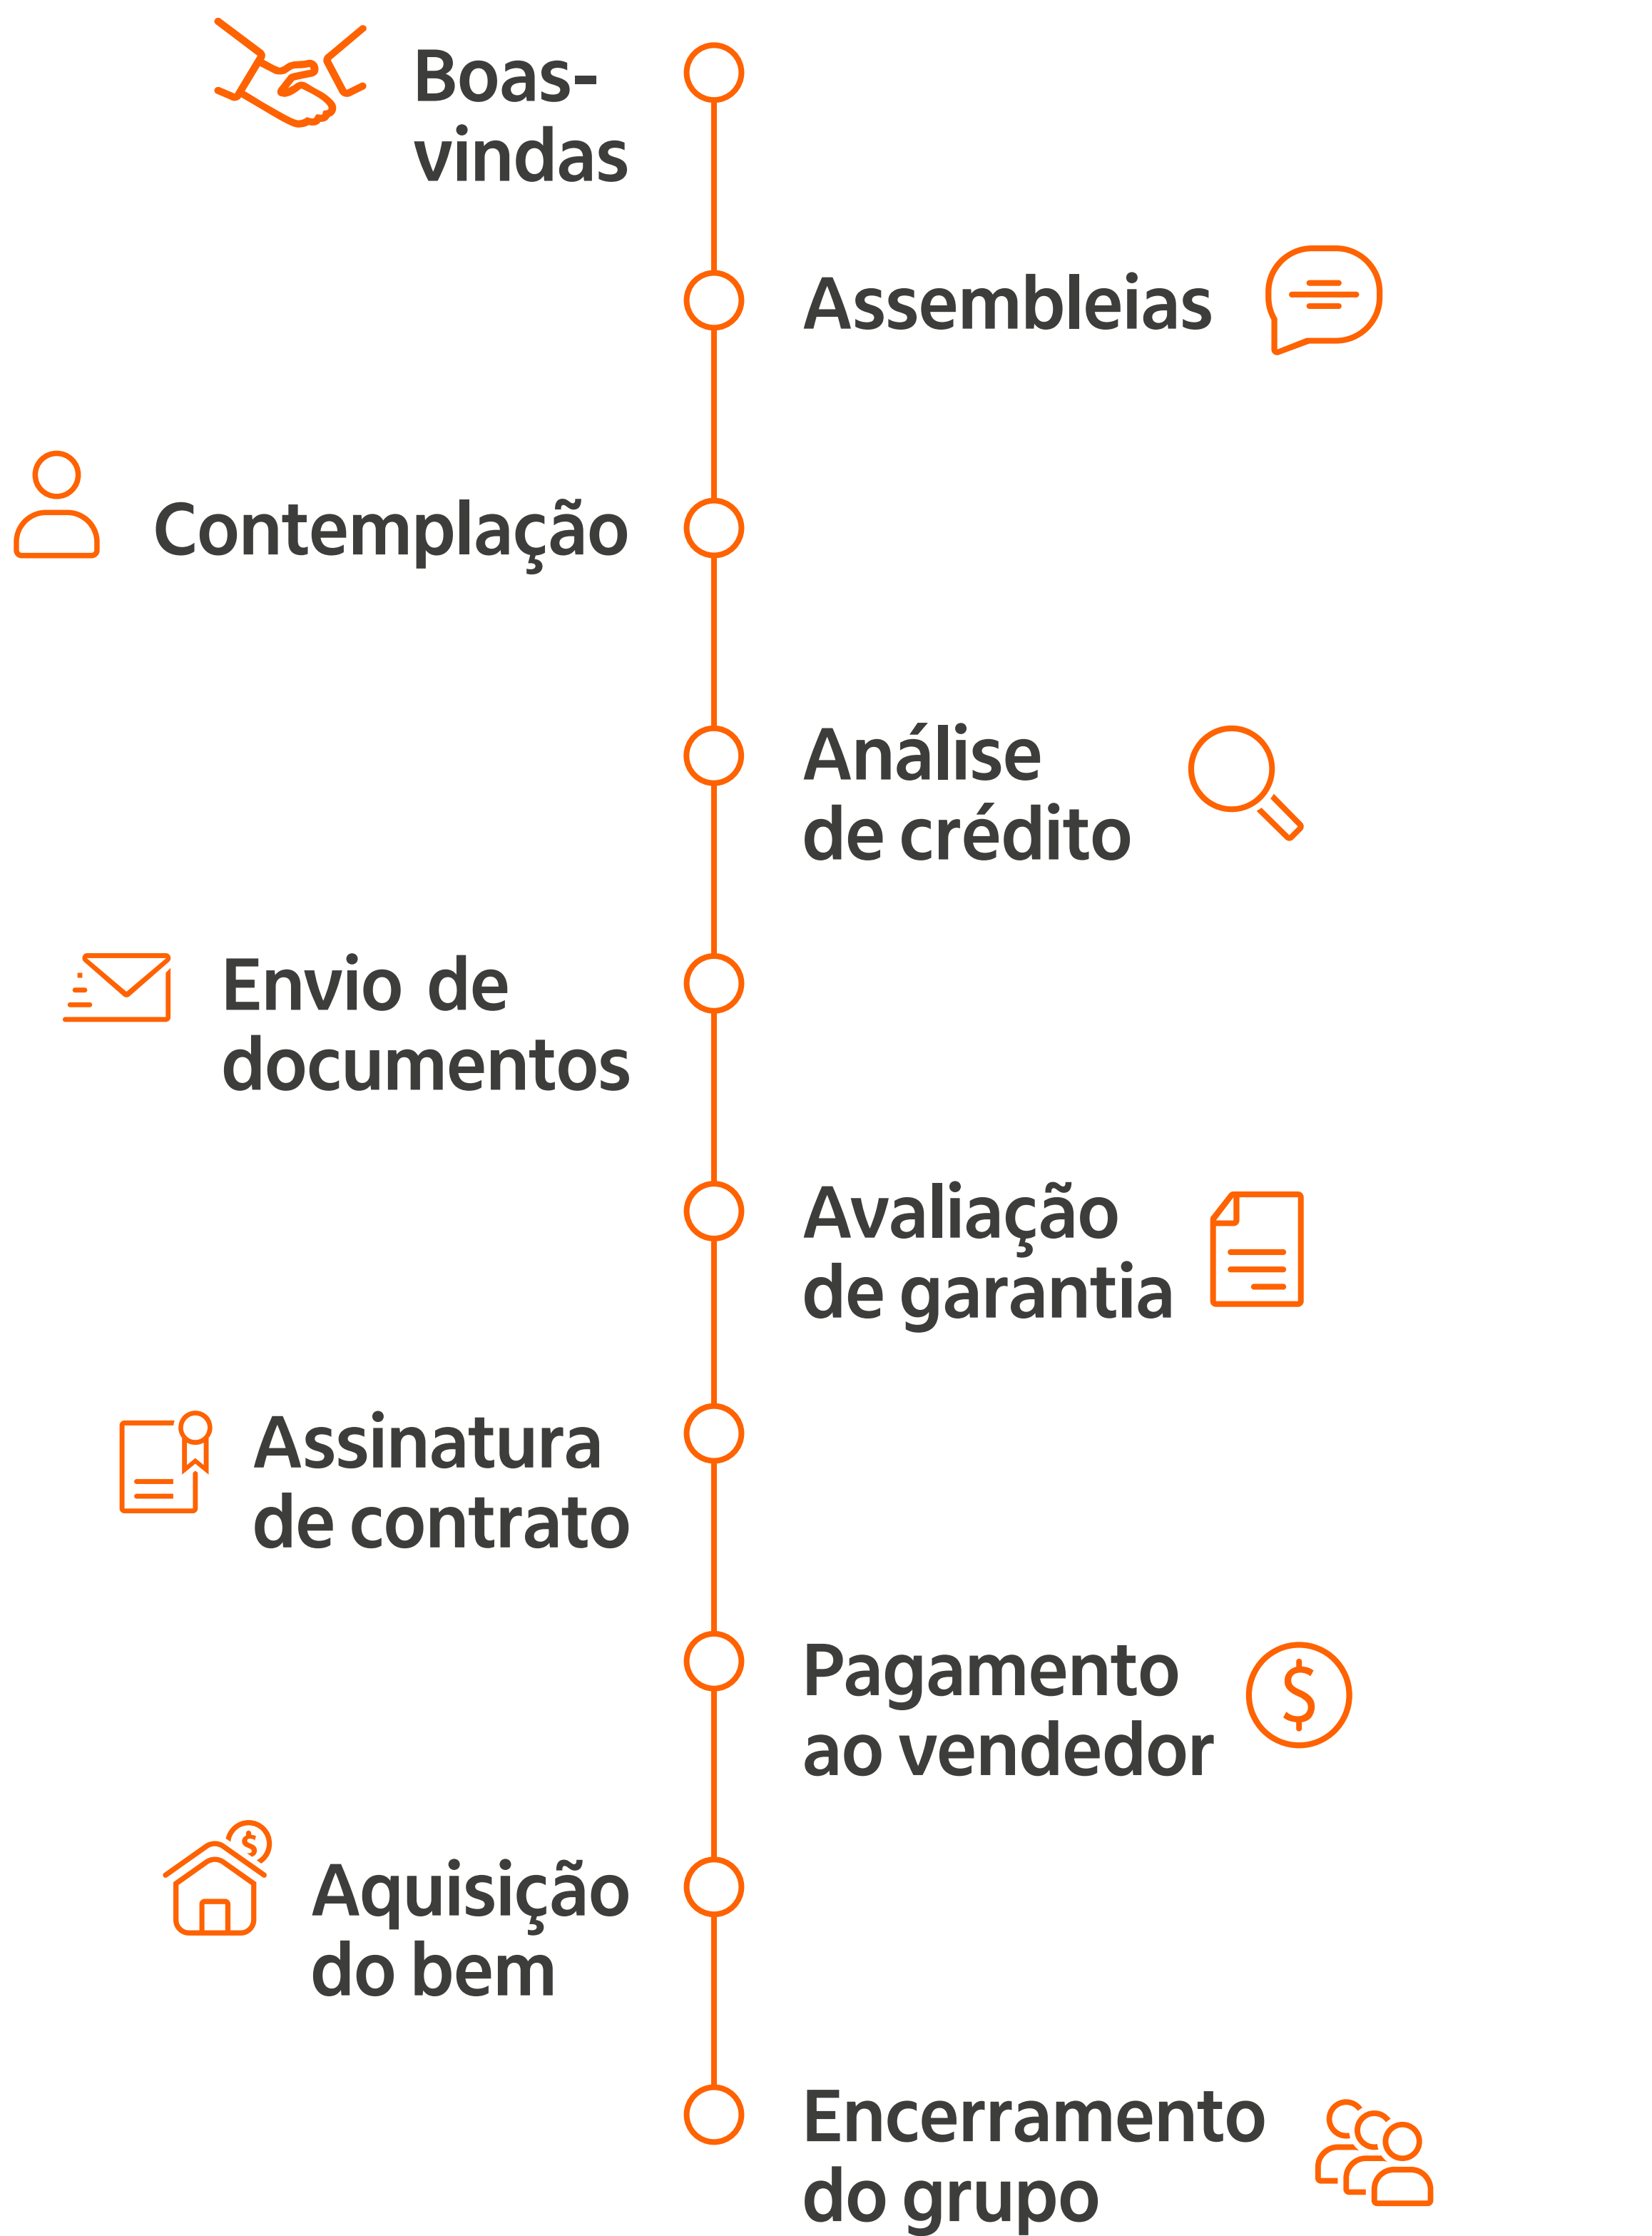 Boas-
vindas
Assembleias
Contemplação
Análise
de crédito
Envio de
documentos
Avaliação
de garantia
Assinatura
de contrato
Pagamento
ao vendedor
$
$
Aquisição
do bem
Encerramento
do grupo